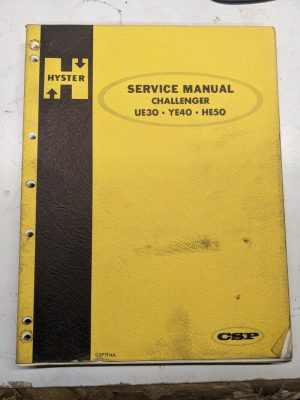 HYSTER
SERVICE MANUAL
CHALLENGER
UE30 • YE40 • HE50
CSP